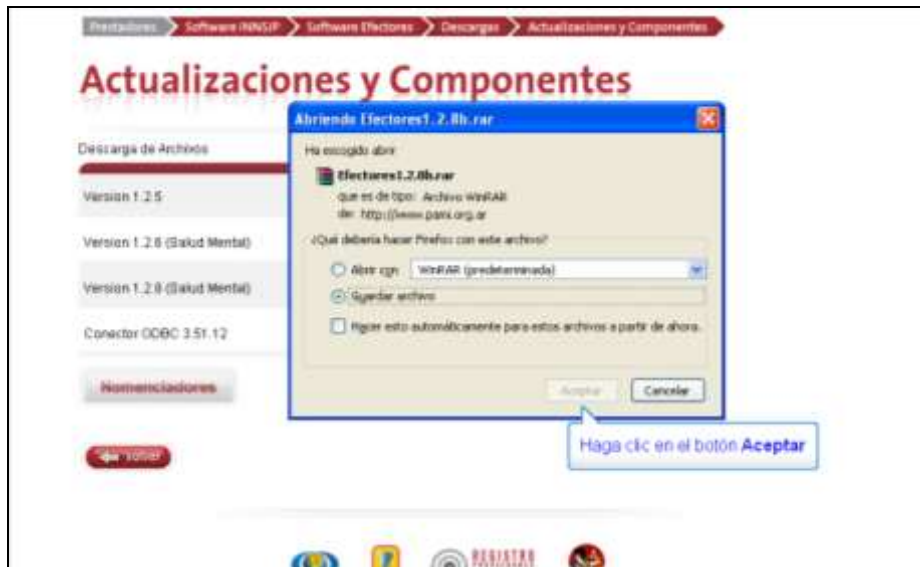 Prestadores Software INNSJP Software Efectores Descargas Actualizaciones y Componentes
Actualizaciones y Componentes
Abriendo Efectores1.2.8b.rar
Descarga de Archivos
Ha escogido abrir
Efectores1.2.8b.rar
que es de tipo: Archivo WinRAR
de: http://www.pami.org.ar
Version 1.2.5
¿Qué debería hacer Firefox con este archivo?
Version 1.2.6 (Salud Mental)
Abrir con WinRAR (predeterminada)
Version 1.2.8 (Salud Mental)
Guardar archivo
Hacer esto automáticamente para estos archivos a partir de ahora.
Conector ODBC 3.51.12
Nomencladores
Aceptar Cancelar
Haga clic en el botón Aceptar
volver
REGISTRO